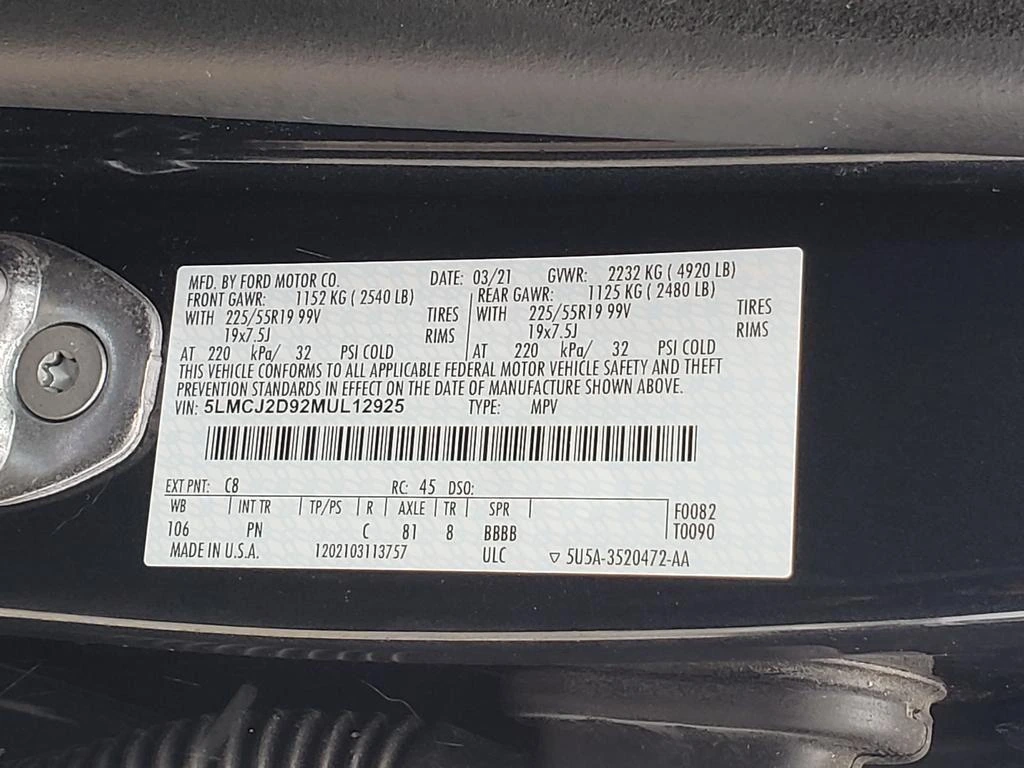 MFD. BY FORD MOTOR CO. DATE: 03/21 GVWR: 2232 KG ( 4920 LB)
FRONT GAWR: 1152 KG ( 2540 LB) REAR GAWR: 1125 KG ( 2480 LB)
WITH 225/55R19 99V TIRES WITH 225/55R19 99V TIRES
19x7.5J RIMS 19x7.5J RIMS
AT 220 kPa/ 32 PSI COLD AT 220 kPa/ 32 PSI COLD
THIS VEHICLE CONFORMS TO ALL APPLICABLE FEDERAL MOTOR VEHICLE SAFETY AND THEFT
PREVENTION STANDARDS IN EFFECT ON THE DATE OF MANUFACTURE SHOWN ABOVE.
VIN: 5LMCJ2D92MUL12925 TYPE: MPV
EXT PNT: C8 RC: 45 DSO:
WB INT TR TP/PS R AXLE TR SPR F0082
106 PN C 81 8 BBBB T0090
MADE IN U.S.A. 1202103113757 ULC ▽ 5U5A-3520472-AA